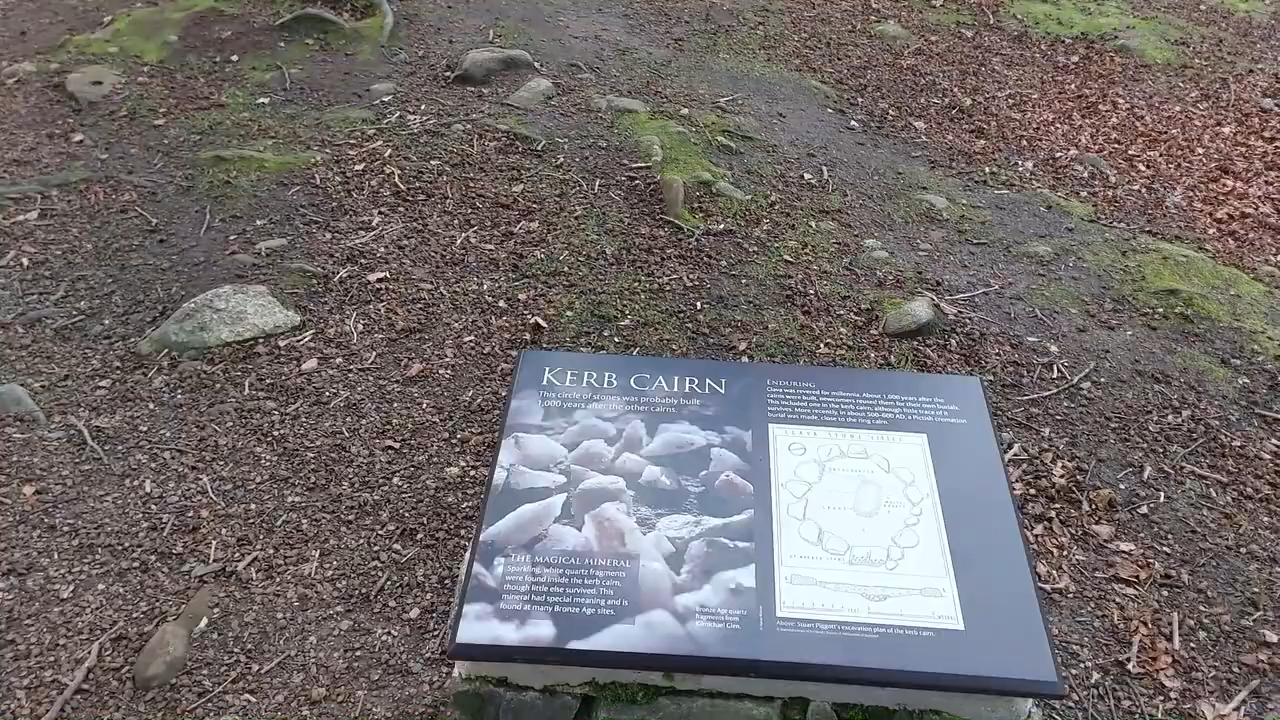 KERB CAIRN
This circle of stones was probably built
1,000 years after the other cairns.
THE MAGICAL MINERAL
Sparkling, white quartz fragments
were found inside the kerb cairn,
though little else survived. This
mineral had special meaning and is
found at many Bronze Age sites.
Bronze Age quartz
fragments from
Kilmichael Glen.
ENDURING
Clava was revered for millennia. About 1,000 years after the
cairns were built, newcomers reused them for their own burials.
This included one in the kerb cairn, although little trace of it
survives. More recently, in about 500–600 AD, a Pictish cremation
burial was made, close to the ring cairn.
CLAVA STONE CIRCLE
Above: Stuart Piggott's excavation plan of the kerb cairn.